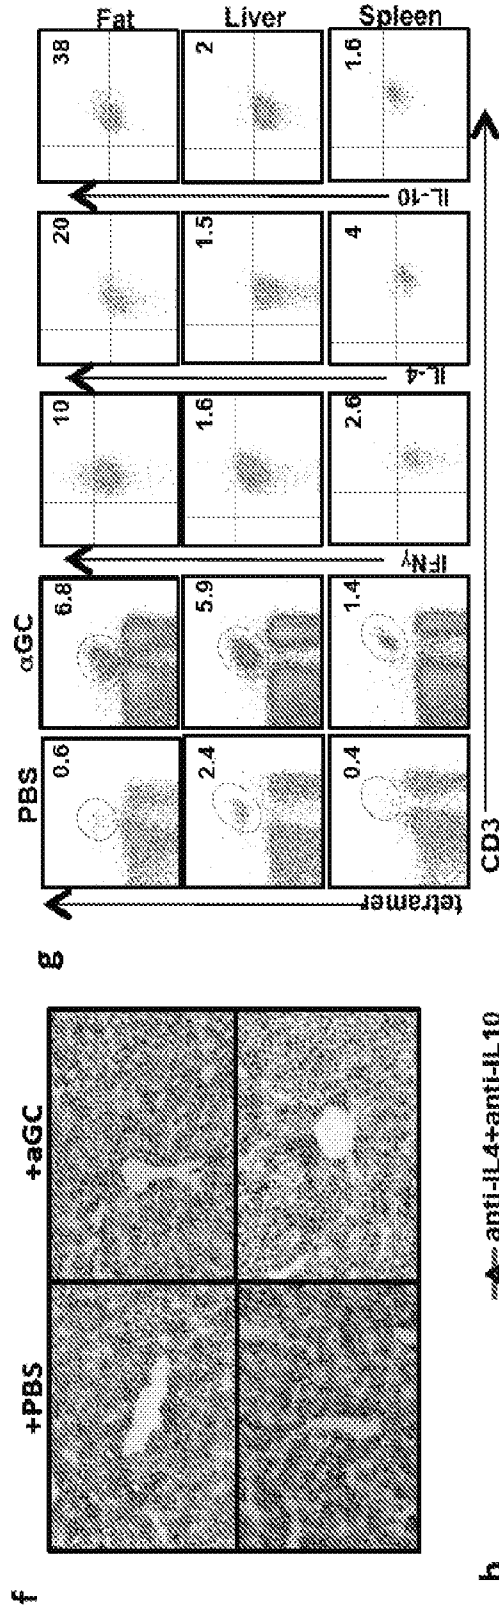 f
+PBS
+aGC
g
PBS
αGC
tetramer
0.6
6.8
10
20
38
Fat
2.4
5.9
1.6
1.5
2
Liver
0.4
1.4
2.6
4
1.6
Spleen
IFNγ
IL-4
IL-10
CD3
h
anti-IL4+anti-IL10